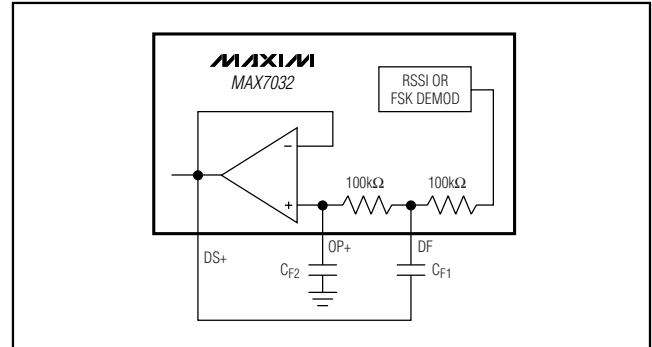 MAXIM
MAX7032
RSSI OR
FSK DEMOD
−
100kΩ
100kΩ
+
DS+
OP+
DF
CF2
CF1